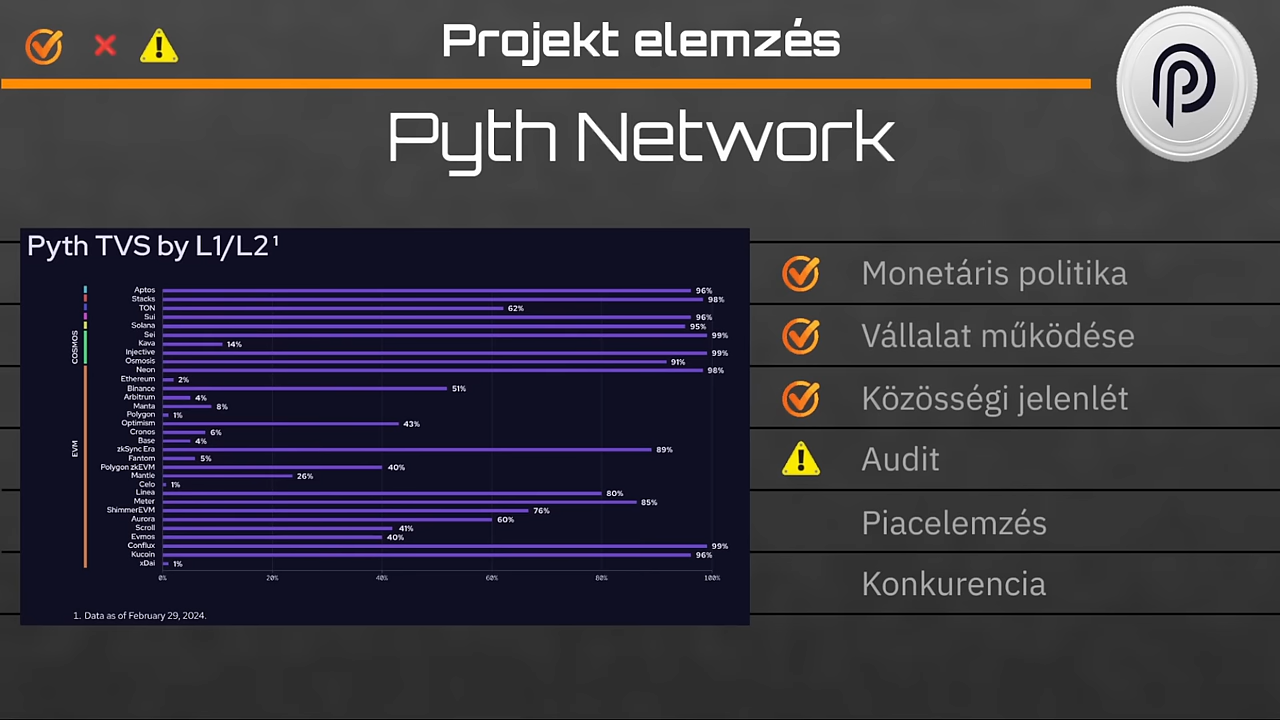 Projekt elemzés
Pyth Network
Pyth TVS by L1/L2 ¹
COSMOS
EVM
Aptos 96%
Stacks 98%
TON 62%
Sui 96%
Solana 95%
Sei 99%
Kava 14%
Injective 99%
Osmosis 91%
Neon 98%
Ethereum 2%
Binance 51%
Arbitrum 4%
Manta 8%
Polygon 1%
Optimism 43%
Cronos 6%
Base 4%
zkSync Era 89%
Fantom 5%
Polygon zkEVM 40%
Mantle 26%
Celo 1%
Linea 80%
Meter 85%
ShimmerEVM 76%
Aurora 60%
Scroll 41%
Evmos 40%
Conflux 99%
Kucoin 96%
xDai 1%
0% 20% 40% 60% 80% 100%
1. Data as of February 29, 2024.
Monetáris politika
Vállalat működése
Közösségi jelenlét
Audit
Piacelemzés
Konkurencia